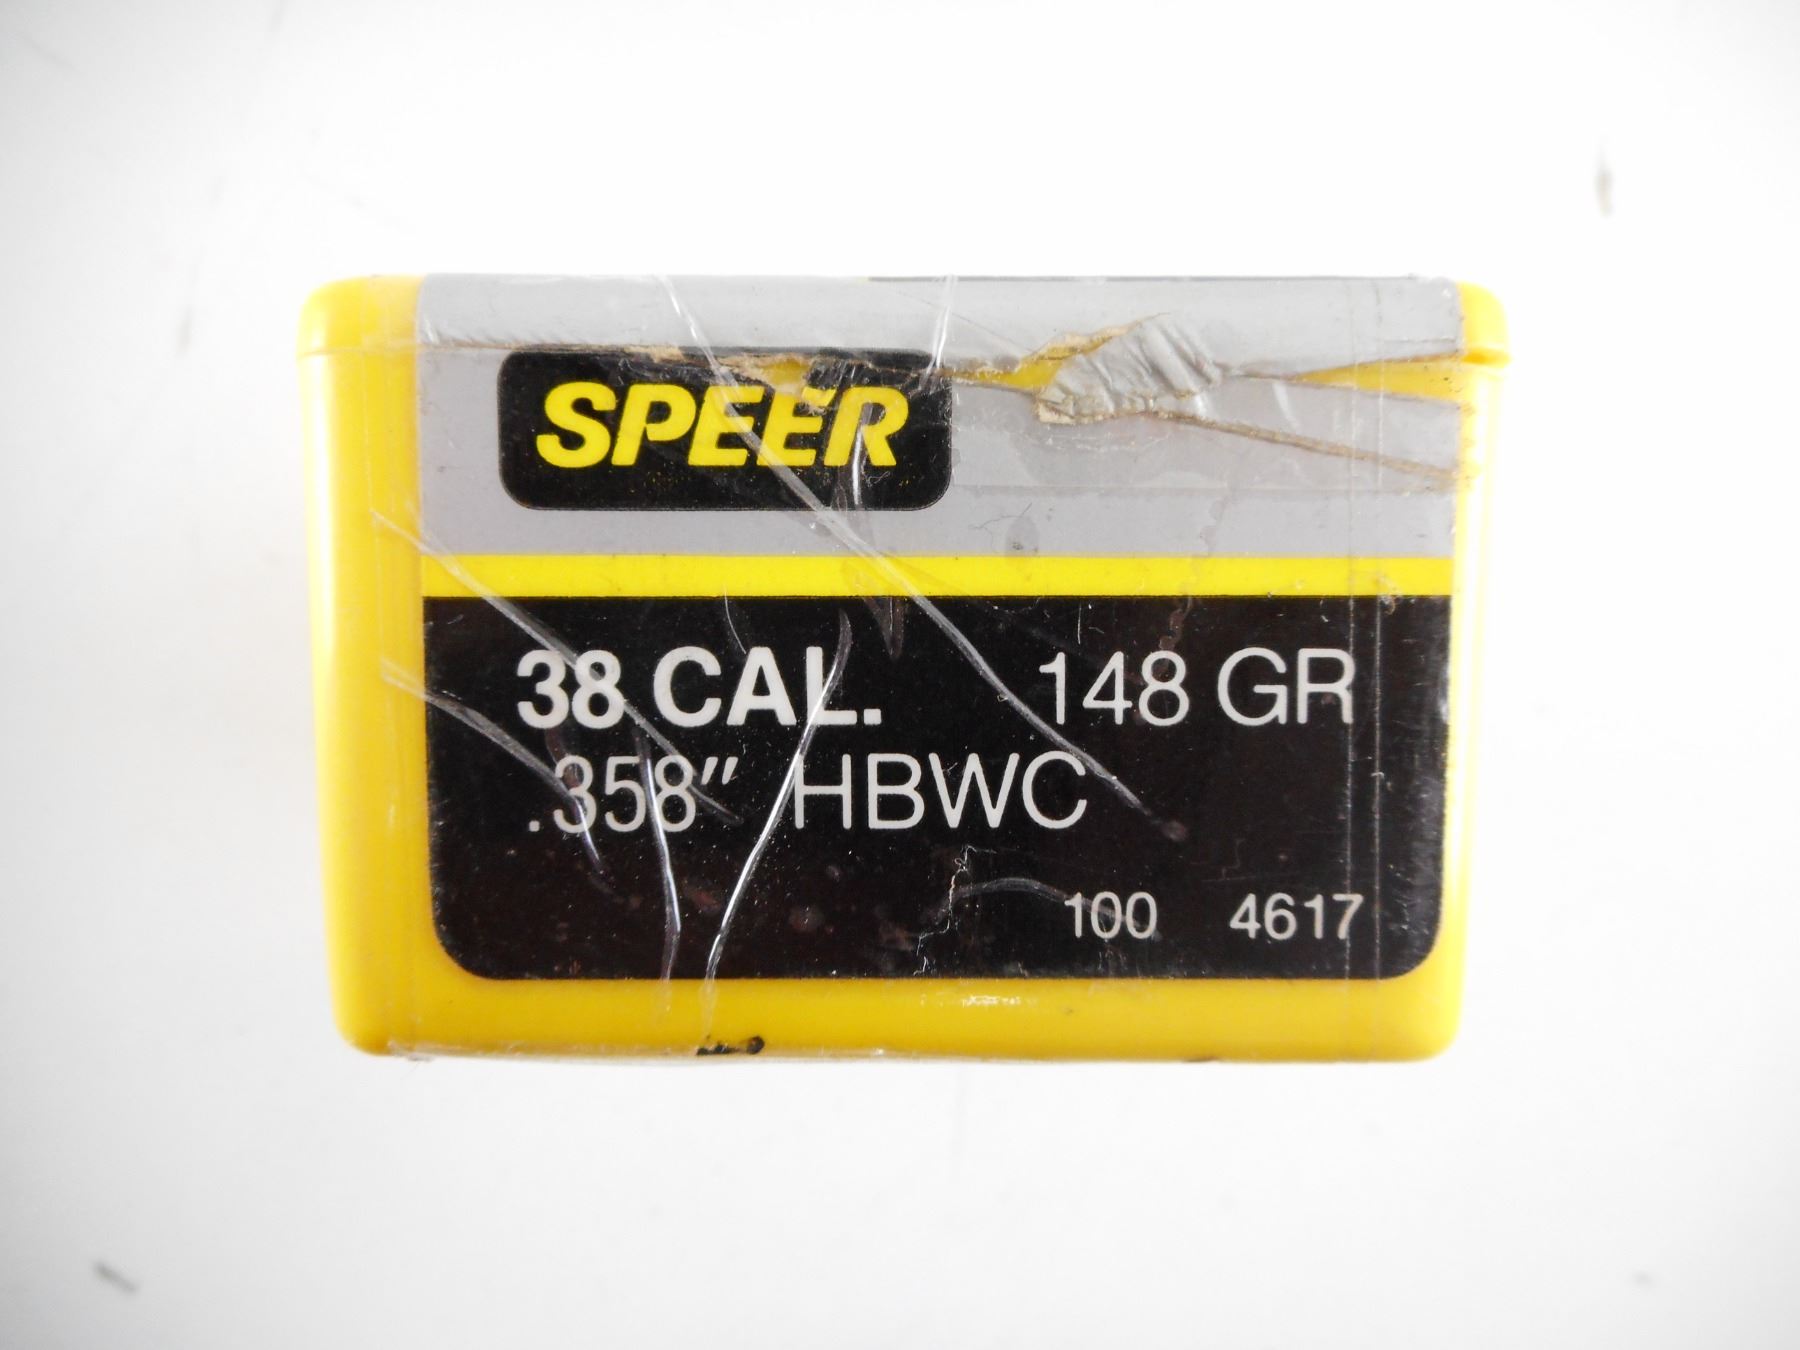 SPEER
38 CAL. 148 GR
.358" HBWC
100 4617